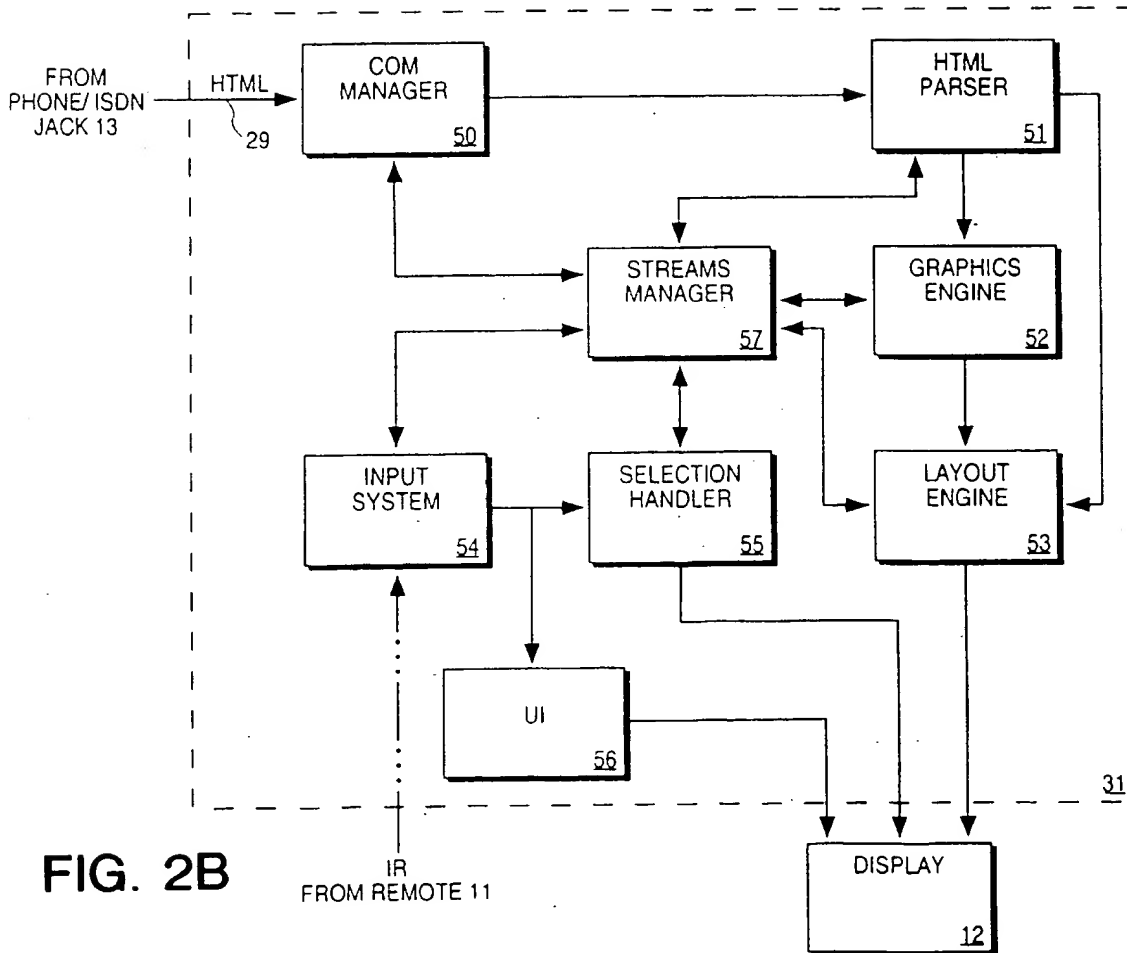 FROM
PHONE/ ISDN
JACK 13
HTML
29
COM
MANAGER
50
HTML
PARSER
51
STREAMS
MANAGER
57
GRAPHICS
ENGINE
52
INPUT
SYSTEM
54
SELECTION
HANDLER
55
LAYOUT
ENGINE
53
UI
56
31
IR
FROM REMOTE 11
DISPLAY
12
FIG. 2B